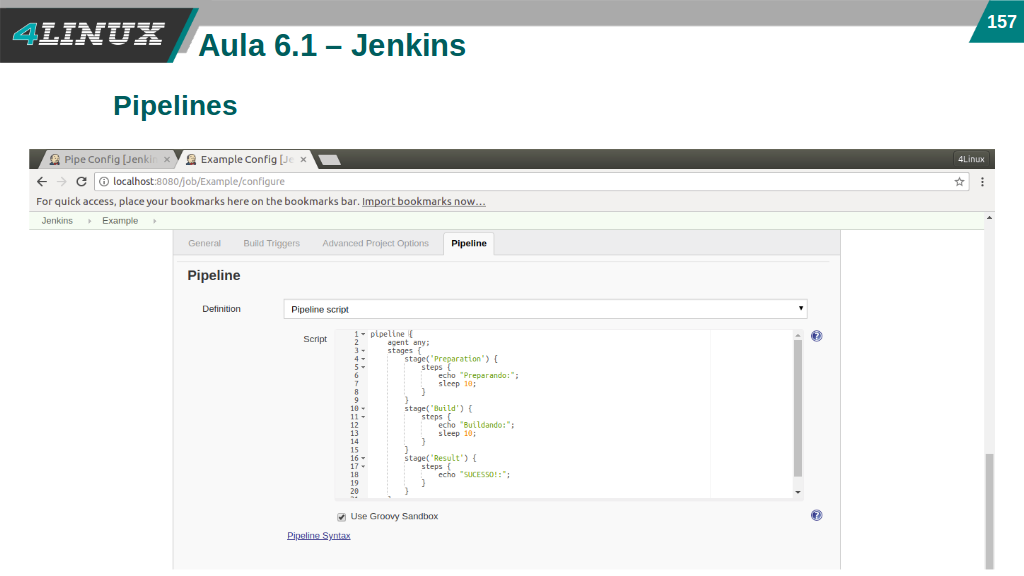 4LINUX
157
Aula 6.1 – Jenkins
Pipelines
Pipe Config [Jenkin
Example Config [Je
4Linux
localhost:8080/job/Example/configure
For quick access, place your bookmarks here on the bookmarks bar. Import bookmarks now…
Jenkins Example
General Build Triggers Advanced Project Options Pipeline
Pipeline
Definition Pipeline script
Script
1 pipeline {
2 agent any;
3 stages {
4 stage('Preparation') {
5 steps {
6 echo "Preparando:";
7 sleep 10;
8 }
9 }
10 stage('Build') {
11 steps {
12 echo "Buildando:";
13 sleep 10;
14 }
15 }
16 stage('Result') {
17 steps {
18 echo "SUCESSO!:";
19 }
20 }
Use Groovy Sandbox
Pipeline Syntax